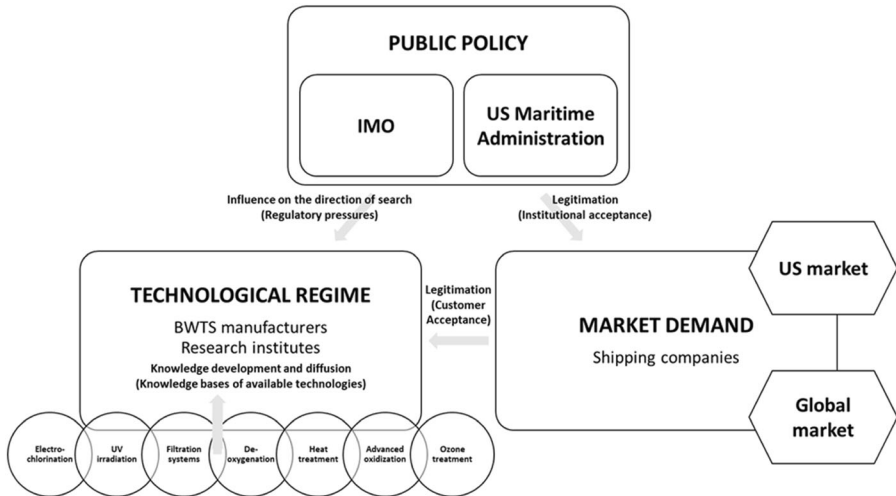 PUBLIC POLICY
IMO
US Maritime
Administration
Influence on the direction of search
(Regulatory pressures)
Legitimation
(Institutional acceptance)
TECHNOLOGICAL REGIME
BWTS manufacturers
Research institutes
Knowledge development and diffusion
(Knowledge bases of available technologies)
Legitimation
(Customer
Acceptance)
MARKET DEMAND
Shipping companies
US market
Global
market
Electro-
chlorination
UV
irradiation
Filtration
systems
De-
oxygenation
Heat
treatment
Advanced
oxidization
Ozone
treatment